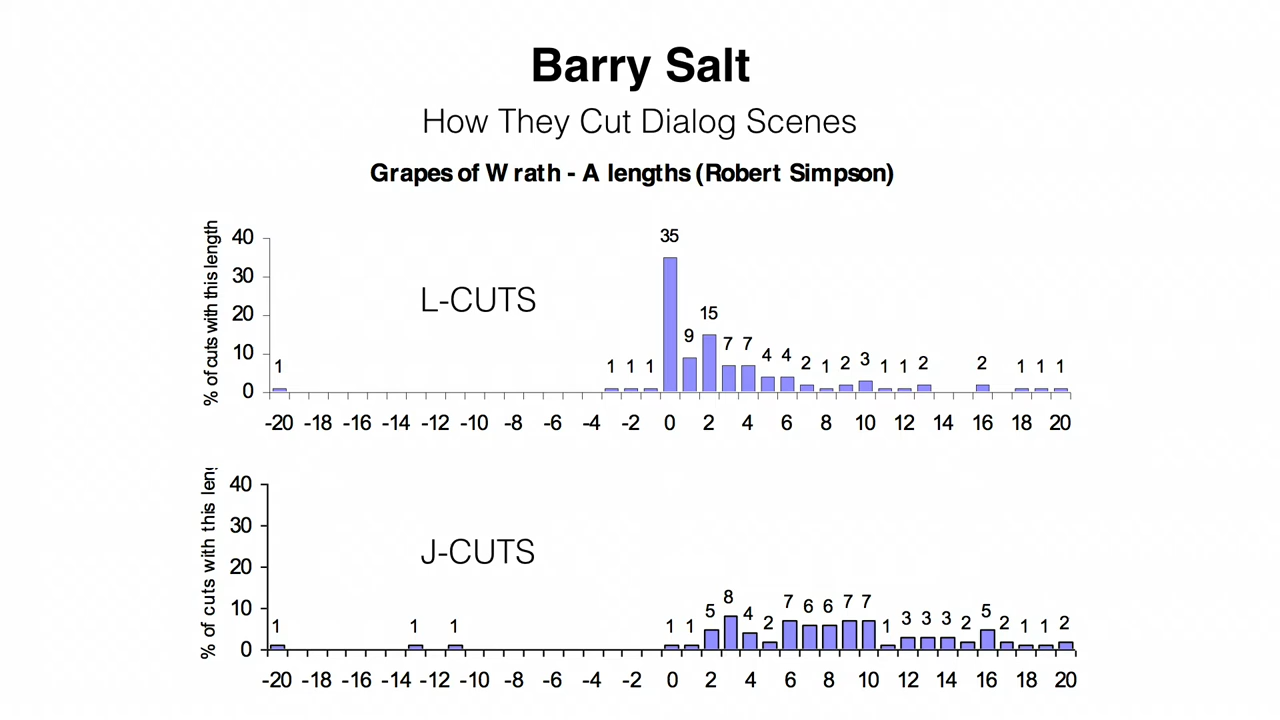 Barry Salt
How They Cut Dialog Scenes
Grapes of Wrath - A lengths (Robert Simpson)
% of cuts with this length
40
30
20
10
0
L-CUTS
1 1 1 1 35 9 15 7 7 4 4 2 1 2 3 1 1 2 2 1 1 1
-20 -18 -16 -14 -12 -10 -8 -6 -4 -2 0 2 4 6 8 10 12 14 16 18 20
% of cuts with this len
40
30
20
10
0
J-CUTS
1 1 1 1 1 5 8 4 2 7 6 6 7 7 1 3 3 3 2 5 2 1 1 2
-20 -18 -16 -14 -12 -10 -8 -6 -4 -2 0 2 4 6 8 10 12 14 16 18 20